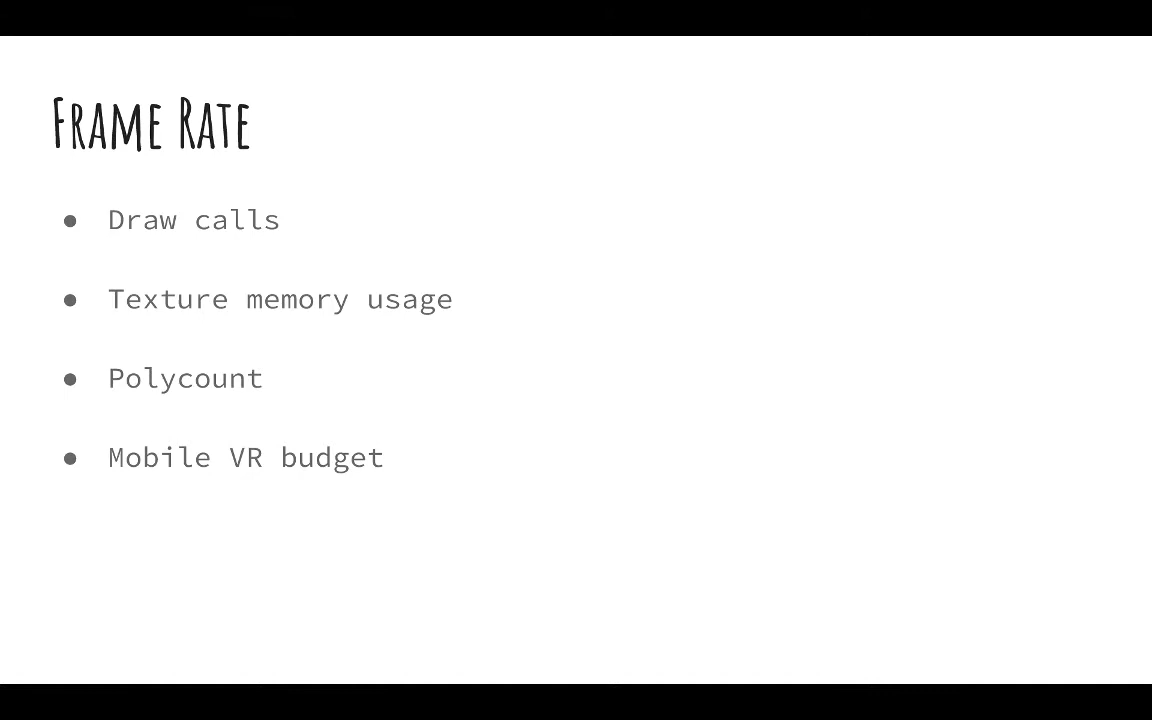 Frame Rate
● Draw calls
● Texture memory usage
● Polycount
● Mobile VR budget